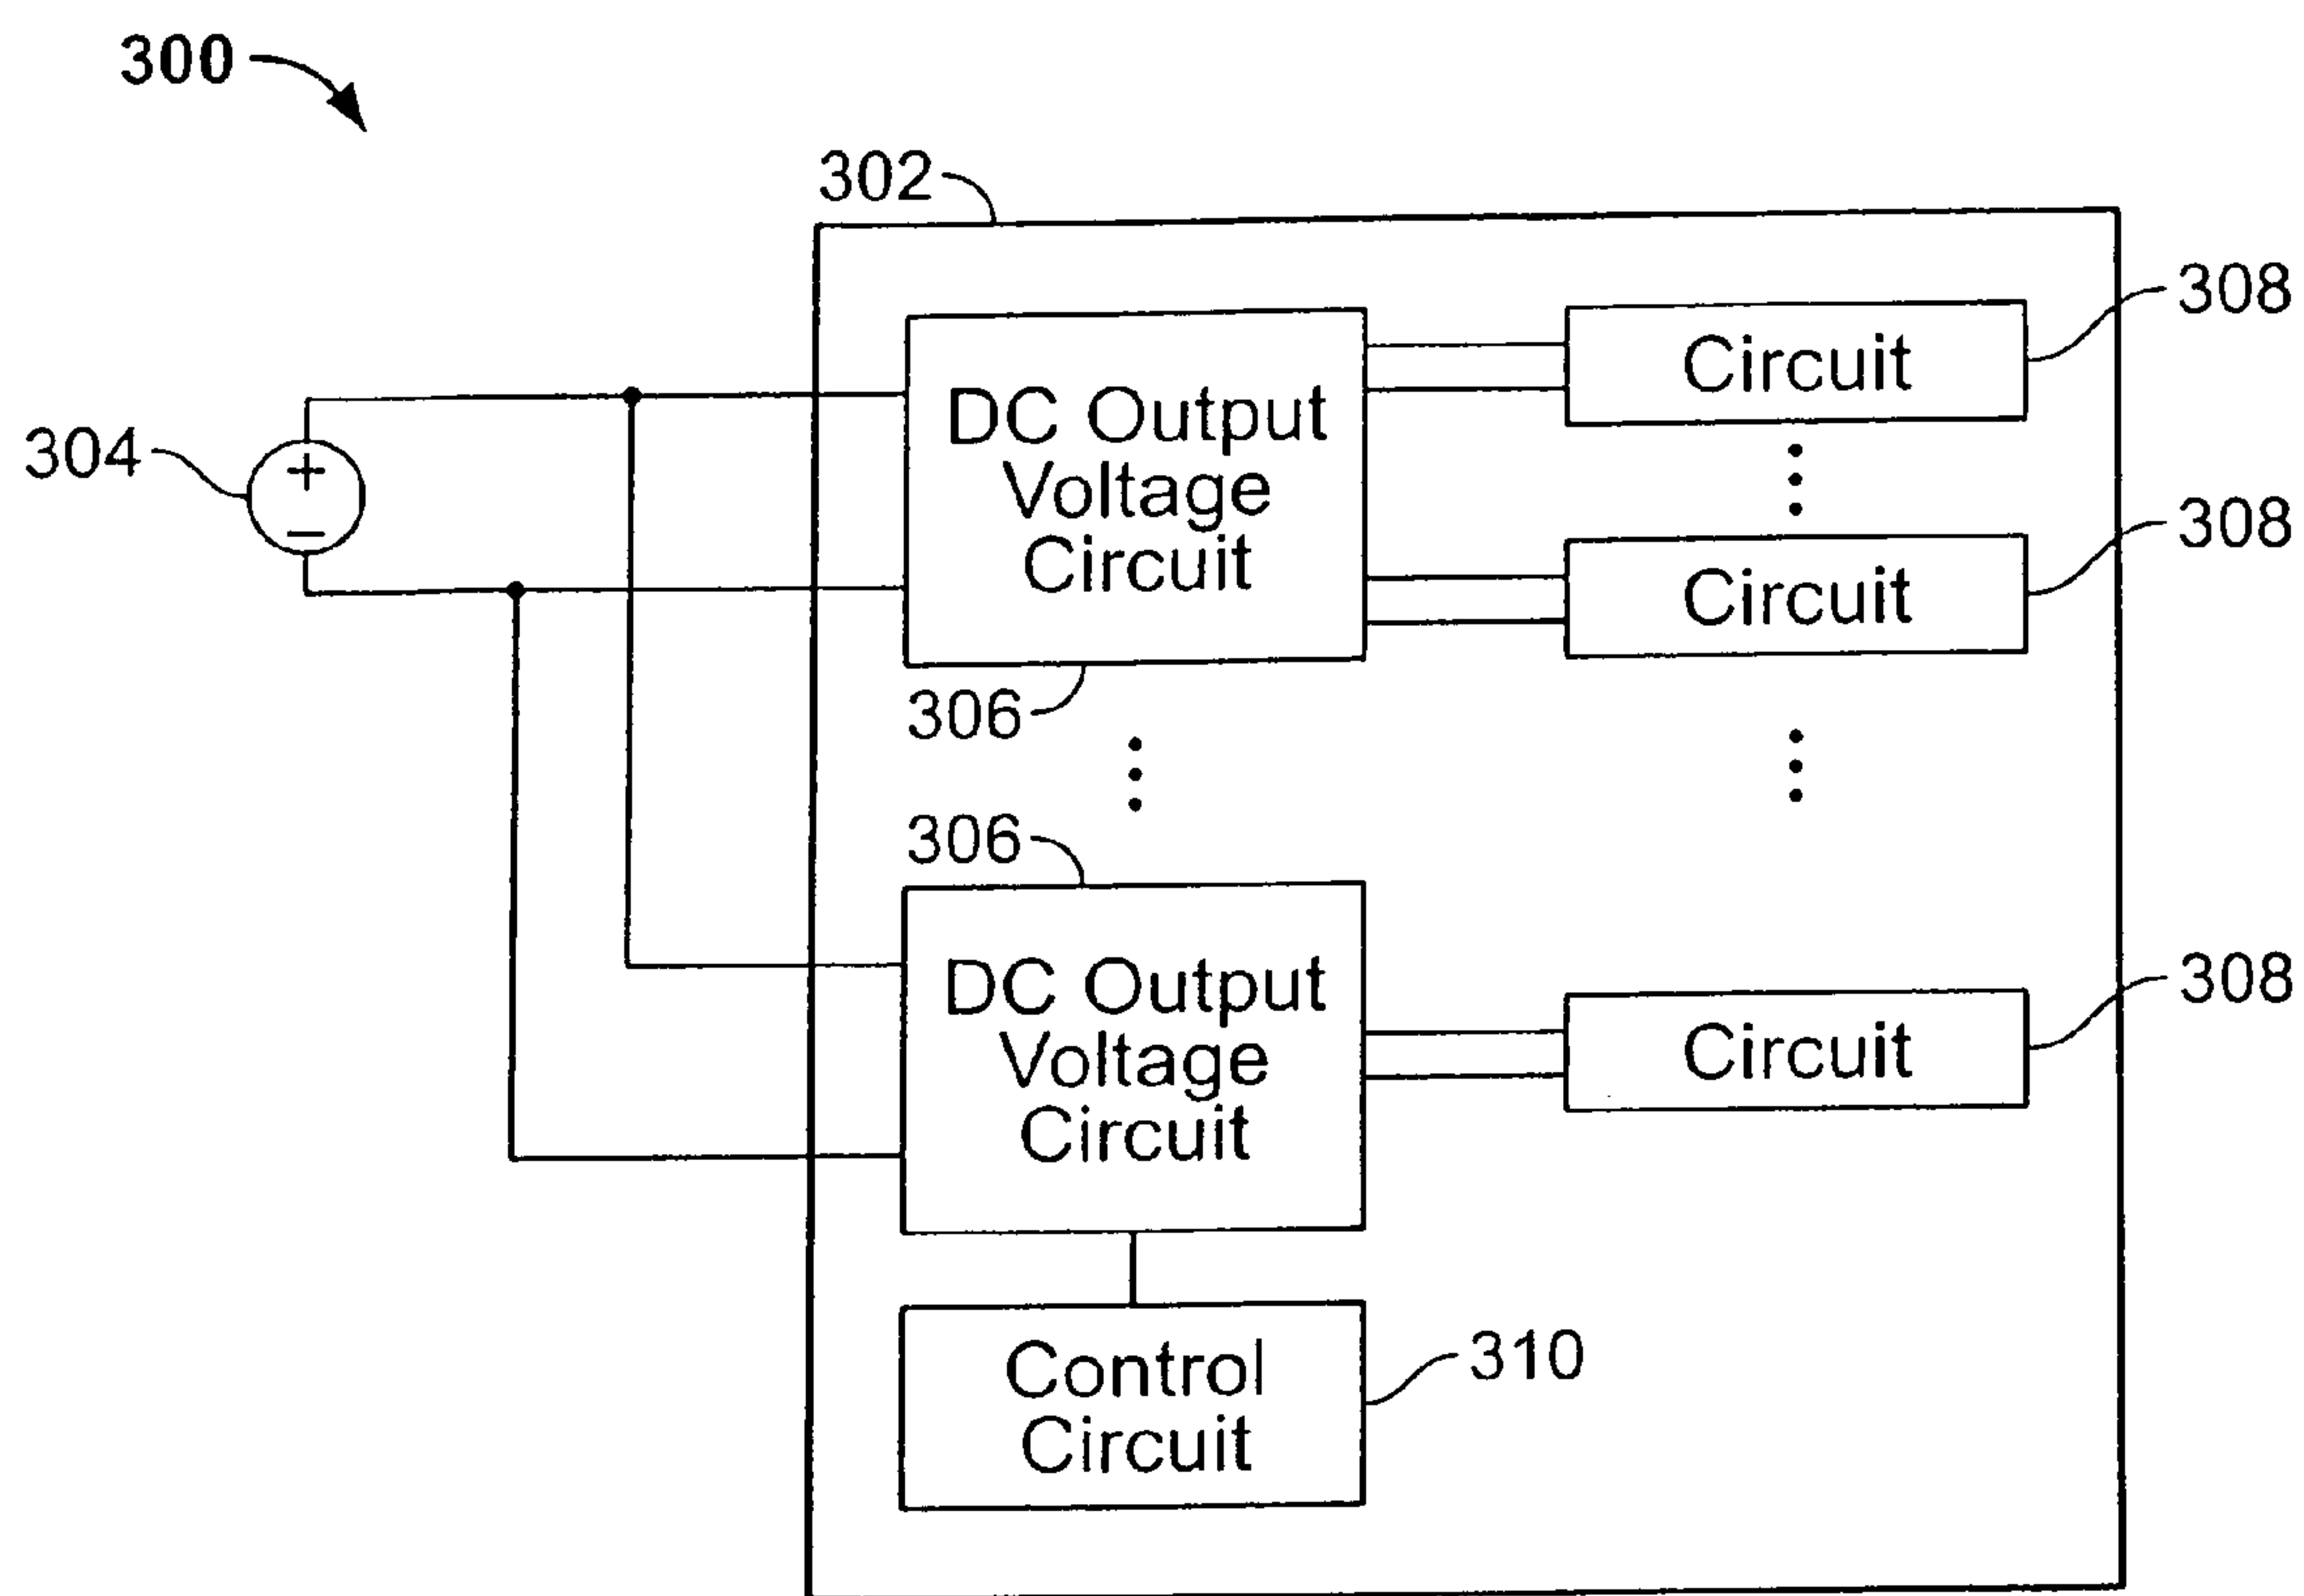 300
302
308
Circuit
304
+
−
DC Output
Voltage
Circuit
308
Circuit
306
306
DC Output
Voltage
Circuit
308
Circuit
Control
Circuit
310